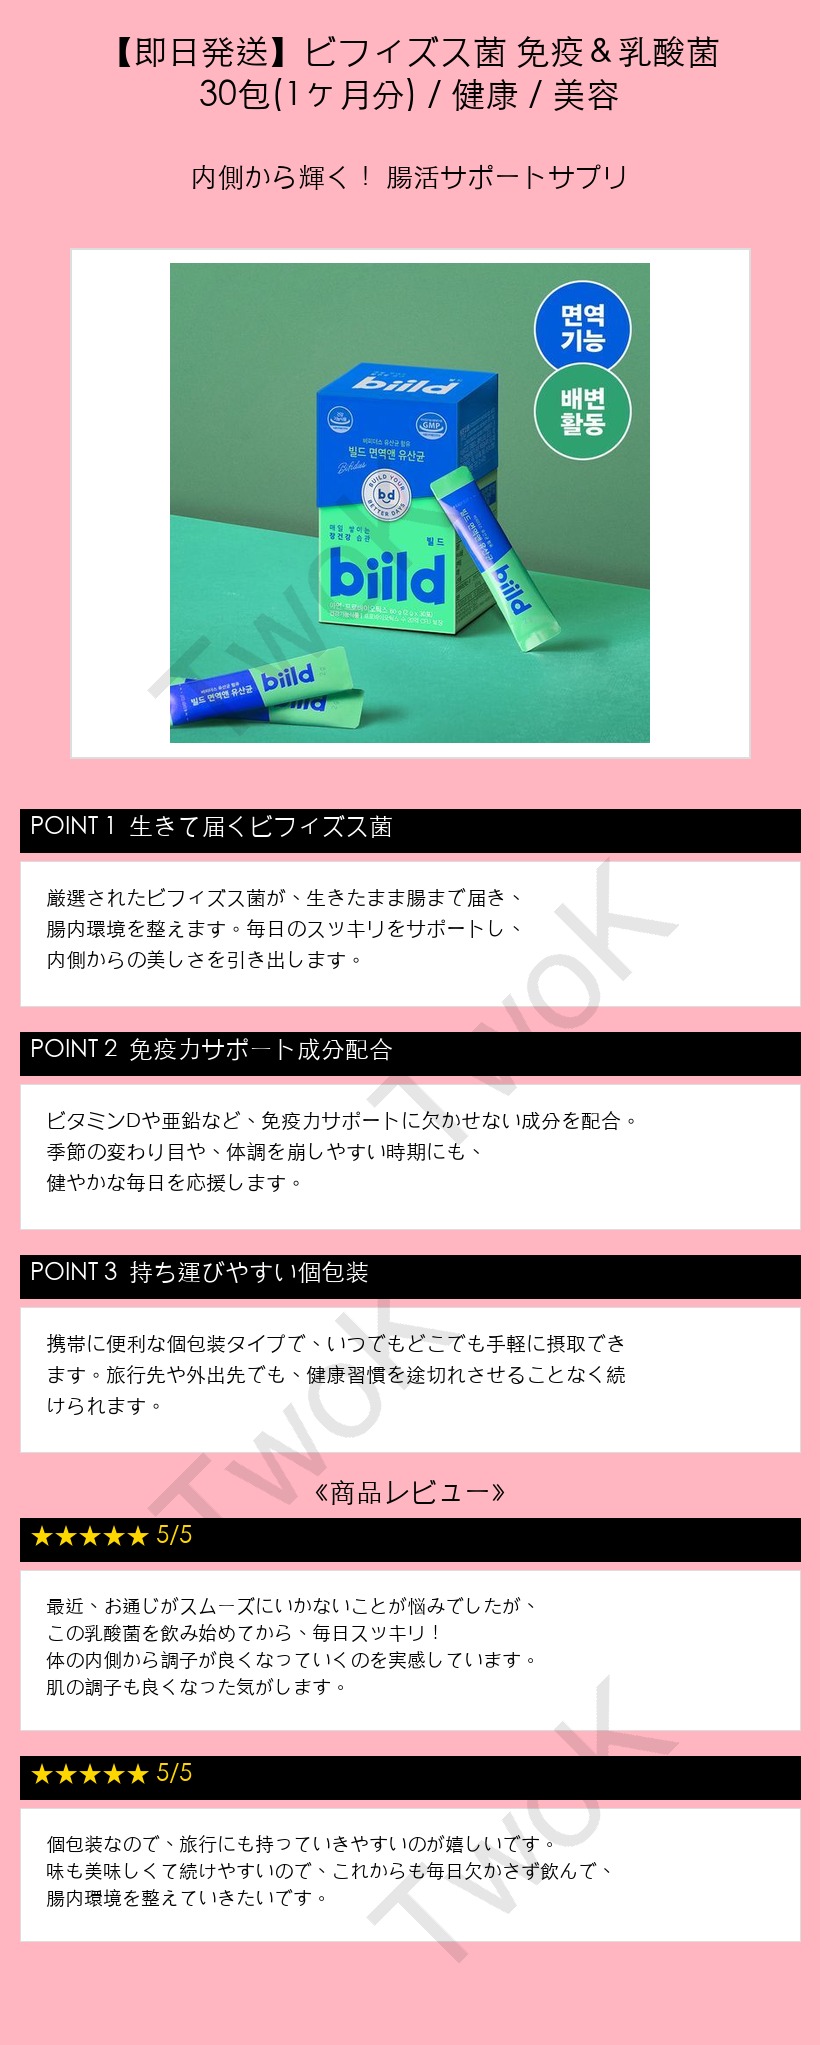 【即日発送】ビフィズス菌 免疫＆乳酸菌
30包(1ヶ月分) / 健康 / 美容
内側から輝く！ 腸活サポートサプリ
면역
기능
배변
활동
biild
GMP
비피더스 유산균 함유
빌드 면역앤 유산균
Bifidus
BUILD YOUR
bd
BETTER DAYS
매일 쌓이는
장건강 습관
빌드
biild
빌드 면역앤 유산균
biild
비피더스 유산균 함유
빌드 면역앤 유산균
biild
TwoK
POINT 1 生きて届くビフィズス菌
厳選されたビフィズス菌が、生きたまま腸まで届き、
腸内環境を整えます。毎日のスッキリをサポートし、
内側からの美しさを引き出します。
TwoK
POINT 2 免疫力サポート成分配合
ビタミンDや亜鉛など、免疫力サポートに欠かせない成分を配合。
季節の変わり目や、体調を崩しやすい時期にも、
健やかな毎日を応援します。
POINT 3 持ち運びやすい個包装
携帯に便利な個包装タイプで、いつでもどこでも手軽に摂取でき
ます。旅行先や外出先でも、健康習慣を途切れさせることなく続
けられます。
TwoK
《商品レビュー》
★★★★★ 5/5
最近、お通じがスムーズにいかないことが悩みでしたが、
この乳酸菌を飲み始めてから、毎日スッキリ！
体の内側から調子が良くなっていくのを実感しています。
肌の調子も良くなった気がします。
★★★★★ 5/5
個包装なので、旅行にも持っていきやすいのが嬉しいです。
味も美味しくて続けやすいので、これからも毎日欠かさず飲んで、
腸内環境を整えていきたいです。
TwoK